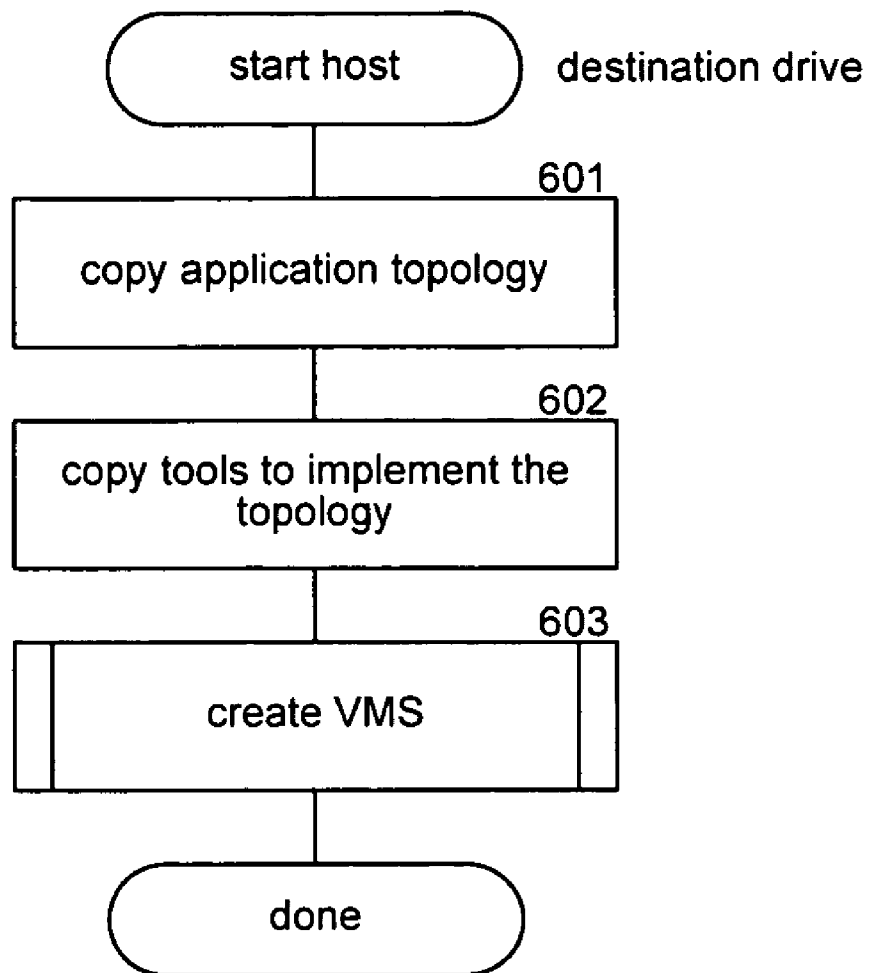 start host
destination drive
601
copy application topology
602
copy tools to implement the
topology
603
create VMS
done